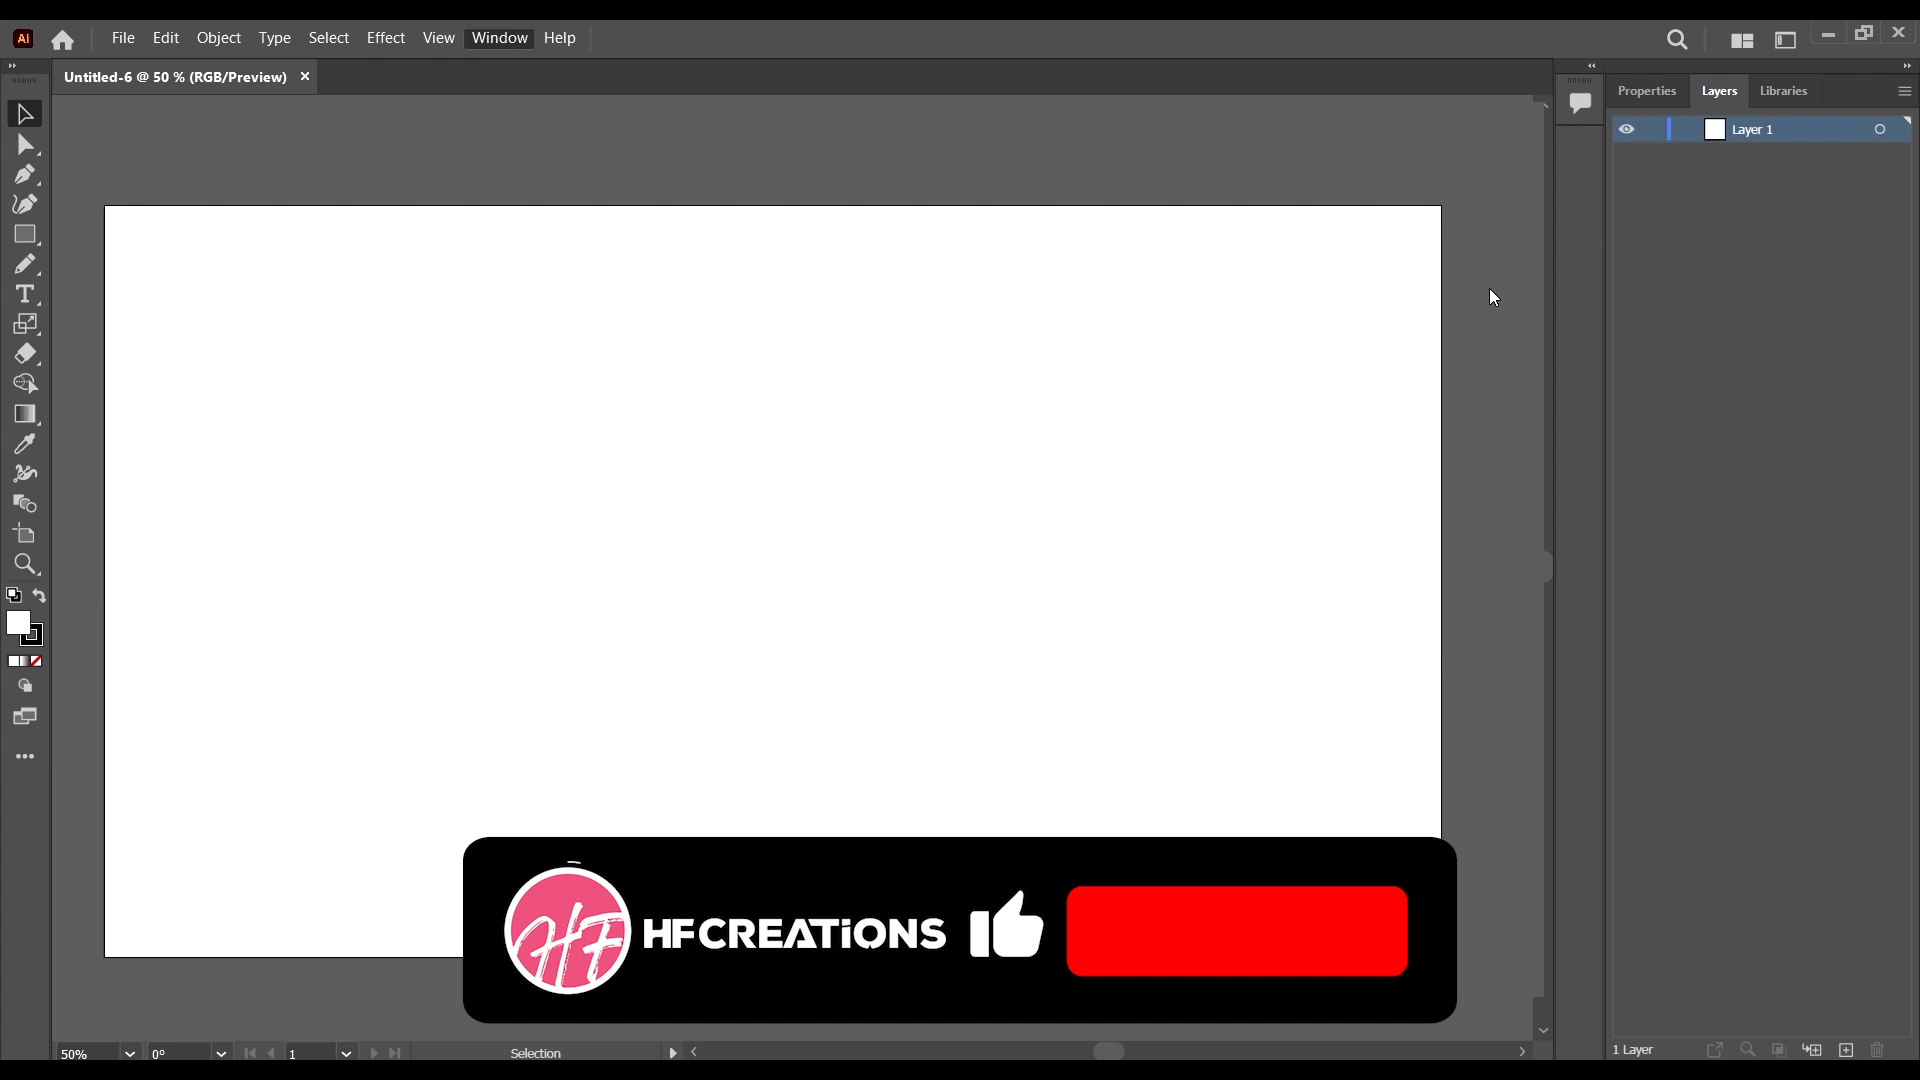 Ai File Edit Object Type Select Effect View Window Help
Untitled-6 @ 50 % (RGB/Preview) ×
Properties Layers Libraries
Layer 1
HF HFCREATiONS
50% 0° 1 Selection
1 Layer